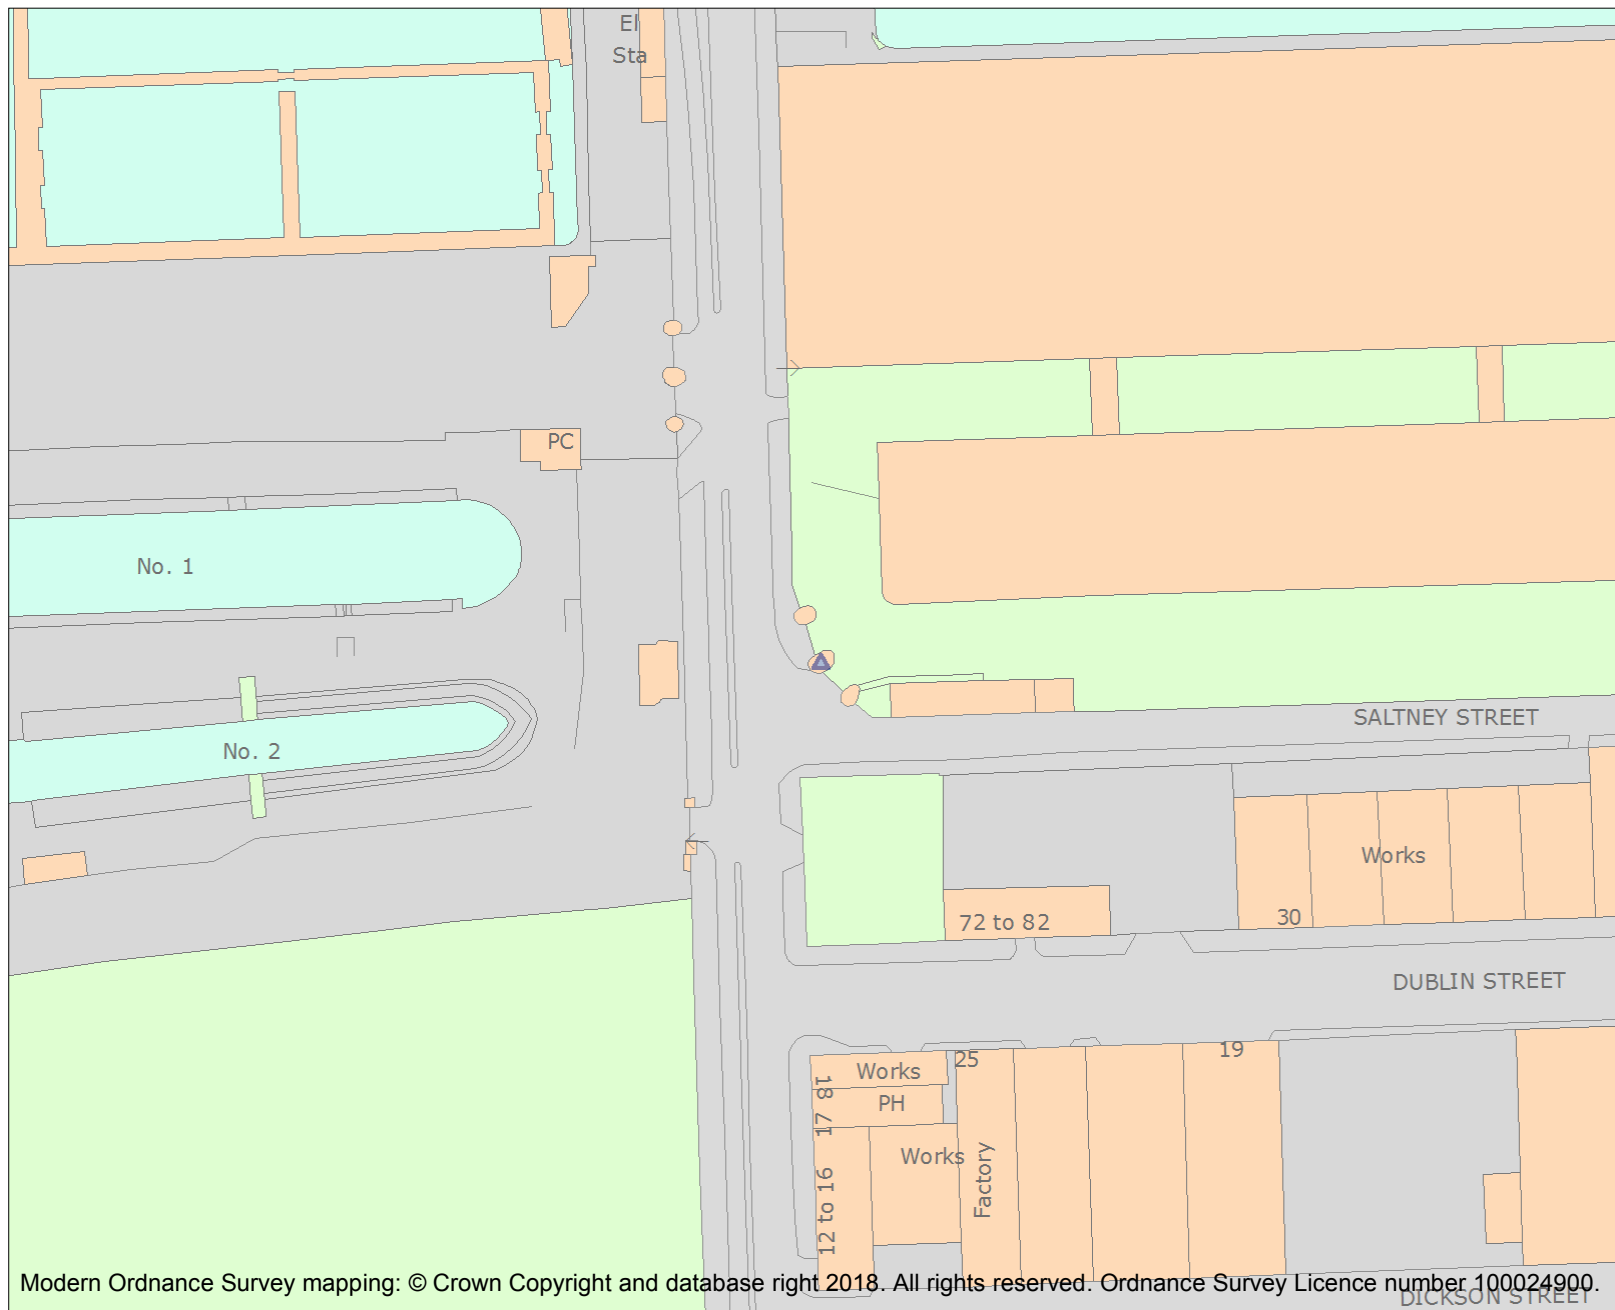 El
Sta
PC
No. 1
SALTNEY STREET
No. 2
Works
30
72 to 82
DUBLIN STREET
25
19
Works
18
PH
17
Works
Factory
12 to 16
Modern Ordnance Survey mapping: © Crown Copyright and database right 2018. All rights reserved. Ordnance Survey Licence number 100024900.
DICKSON STREET